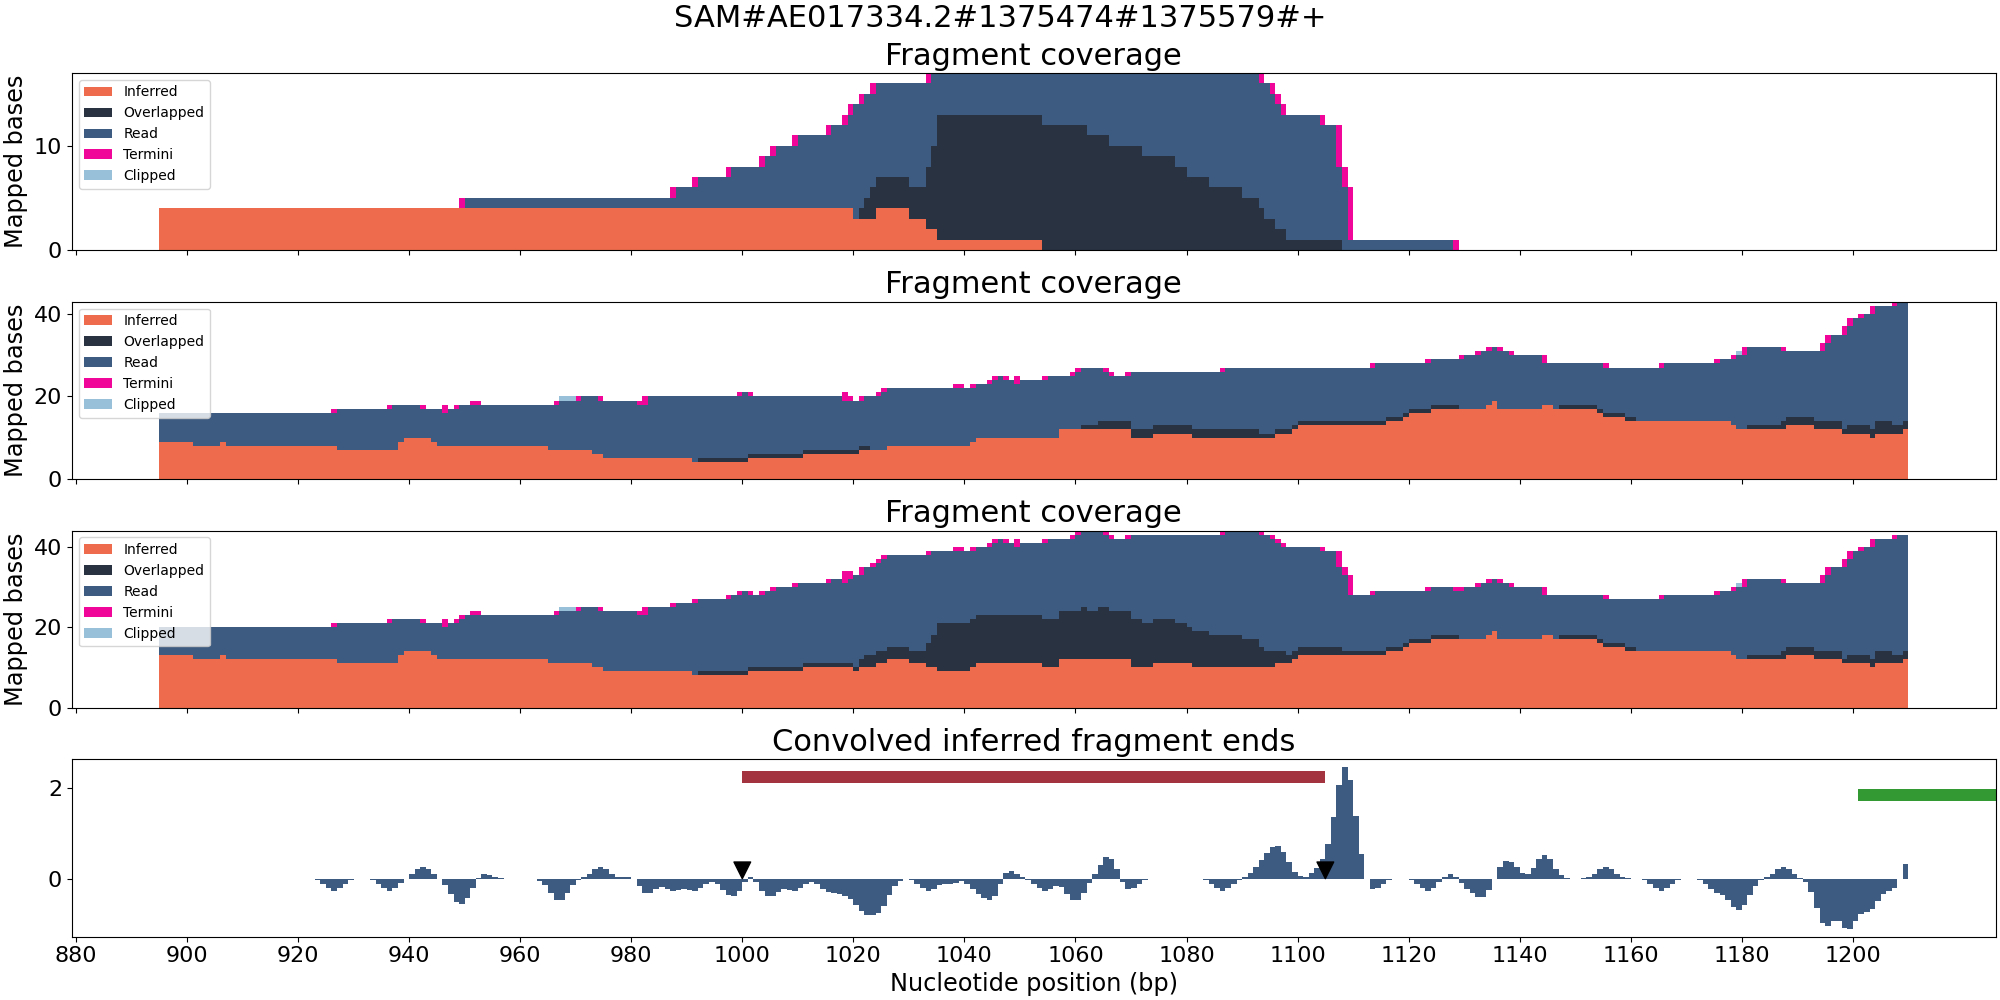 SAM#AE017334.2#1375474#1375579#+
Fragment coverage
Mapped bases
10
0
Inferred
Overlapped
Read
Termini
Clipped
Fragment coverage
Mapped bases
40
20
0
Inferred
Overlapped
Read
Termini
Clipped
Fragment coverage
Mapped bases
40
20
0
Inferred
Overlapped
Read
Termini
Clipped
Convolved inferred fragment ends
2
0
880 900 920 940 960 980 1000 1020 1040 1060 1080 1100 1120 1140 1160 1180 1200
Nucleotide position (bp)